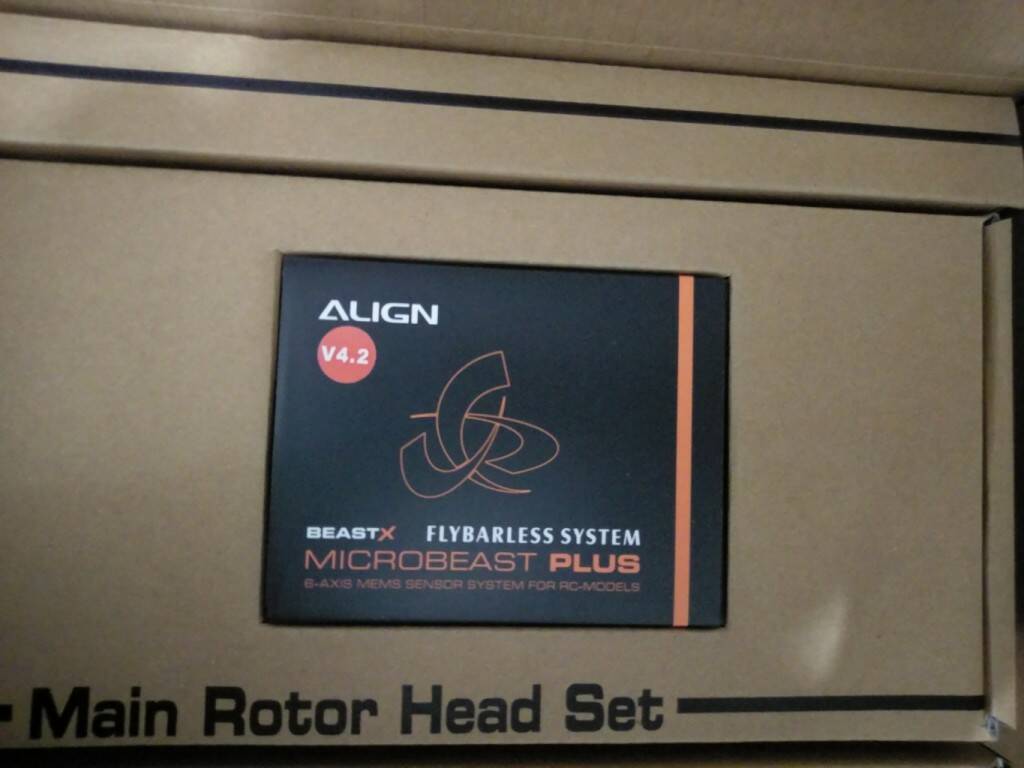 ALIGN
V4.2
BEASTX FLYBARLESS SYSTEM
MICROBEAST PLUS
6-AXIS MEMS SENSOR SYSTEM FOR RC-MODELS
Main Rotor Head Set